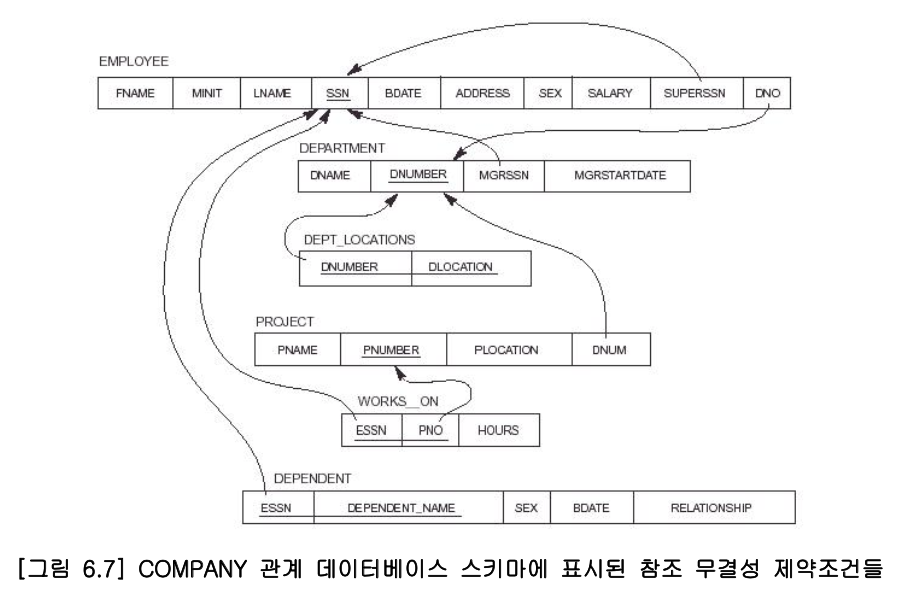 EMPLOYEE
FNAME MINIT LNAME SSN BDATE ADDRESS SEX SALARY SUPERSSN DNO
DEPARTMENT
DNAME DNUMBER MGRSSN MGRSTARTDATE
DEPT_LOCATIONS
DNUMBER DLOCATION
PROJECT
PNAME PNUMBER PLOCATION DNUM
WORKS__ON
ESSN PNO HOURS
DEPENDENT
ESSN DEPENDENT_NAME SEX BDATE RELATIONSHIP
[그림 6.7] COMPANY 관계 데이터베이스 스키마에 표시된 참조 무결성 제약조건들